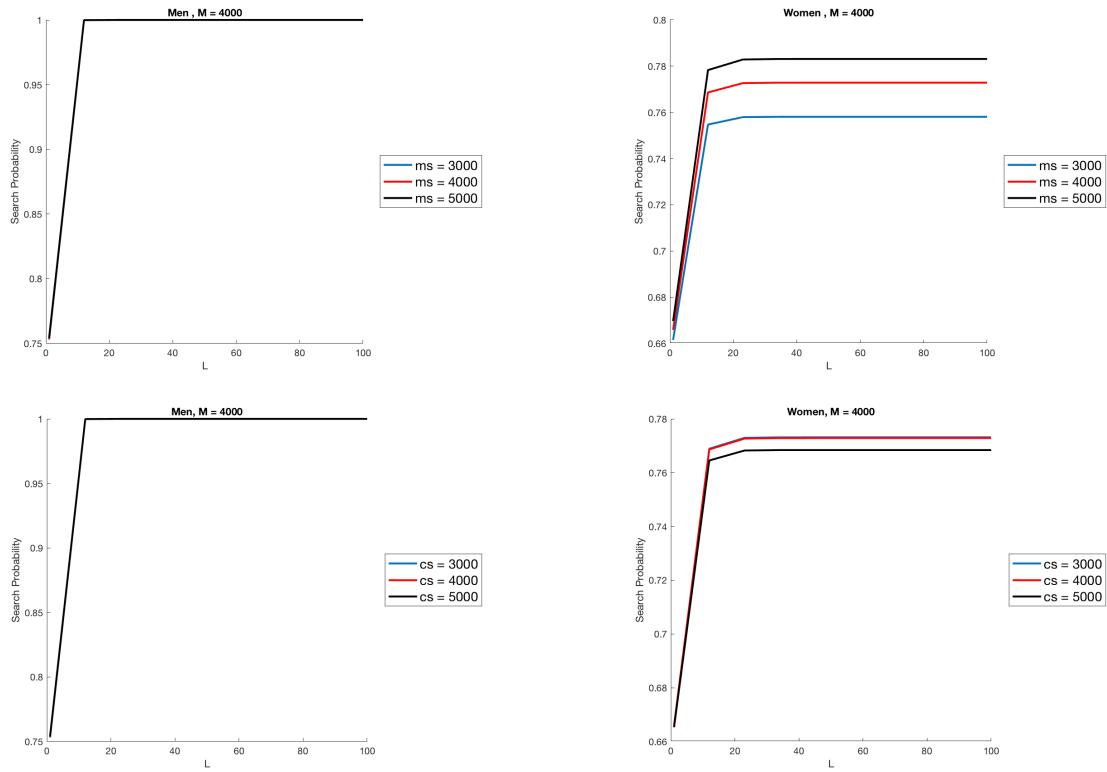 Men , M = 4000
1
0.95
0.9
0.85
0.8
0.75
Search Probability
0 20 40 60 80 100
L
ms = 3000
ms = 4000
ms = 5000
Women , M = 4000
0.8
0.78
0.76
0.74
0.72
0.7
0.68
0.66
Search Probability
0 20 40 60 80 100
L
ms = 3000
ms = 4000
ms = 5000
Men, M = 4000
1
0.95
0.9
0.85
0.8
0.75
Search Probability
0 20 40 60 80 100
L
cs = 3000
cs = 4000
cs = 5000
Women, M = 4000
0.78
0.76
0.74
0.72
0.7
0.68
0.66
Search Probability
0 20 40 60 80 100
L
cs = 3000
cs = 4000
cs = 5000